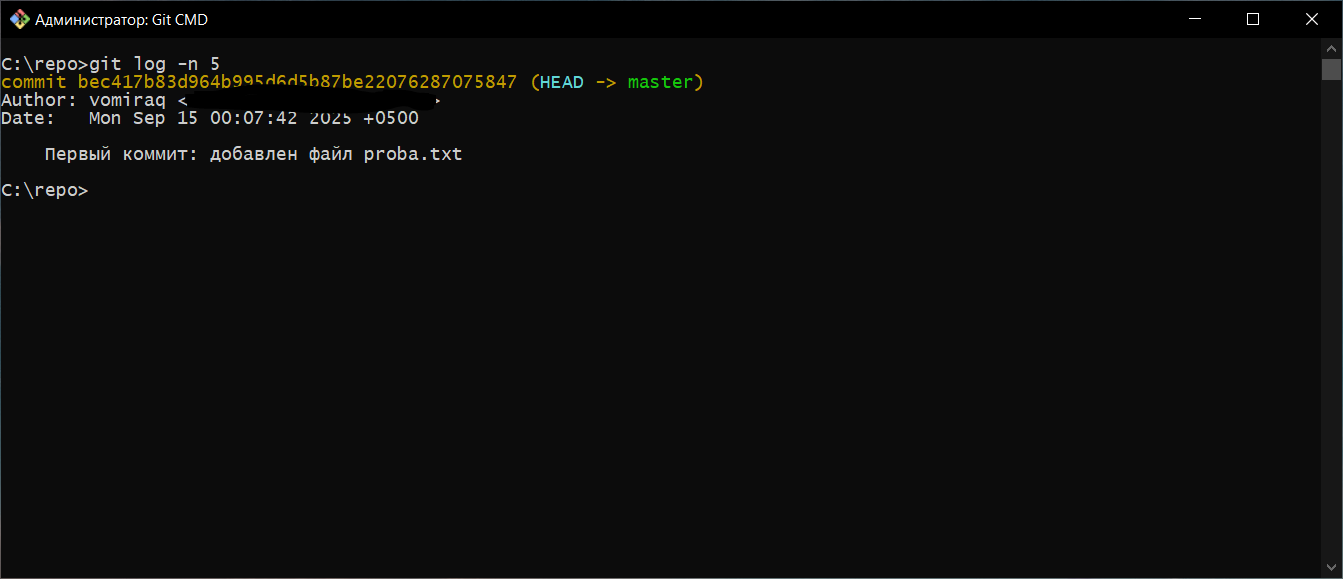 Администратор: Git CMD
C:\repo>git log -n 5
commit bec417b83d964b995d6d5b87be22076287075847 (HEAD -> master)
Author: vomiraq <
Date:   Mon Sep 15 00:07:42 2025 +0500
Первый коммит: добавлен файл proba.txt
C:\repo>